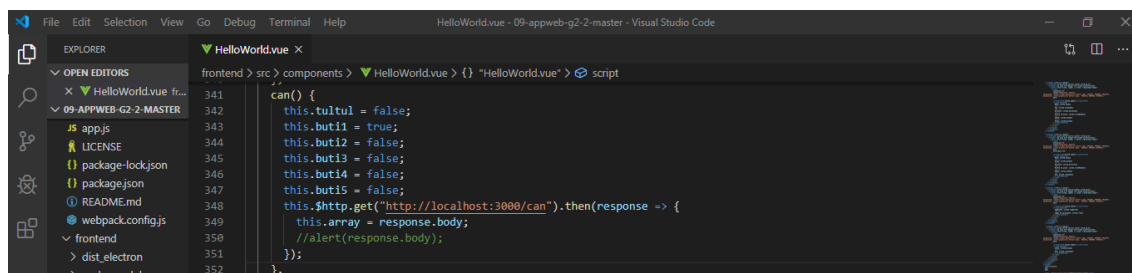 File Edit Selection View Go Debug Terminal Help HelloWorld.vue - 09-appweb-g2-2-master - Visual Studio Code
EXPLORER
HelloWorld.vue
OPEN EDITORS
frontend > src > components > HelloWorld.vue > {} "HelloWorld.vue" > script
HelloWorld.vue fr...
09-APPWEB-G2-2-MASTER
JS app.js
LICENSE
{} package-lock.json
{} package.json
README.md
webpack.config.js
frontend
> dist_electron
341 can() {
342 this.tultul = false;
343 this.buti1 = true;
344 this.buti2 = false;
345 this.buti3 = false;
346 this.buti4 = false;
347 this.buti5 = false;
348 this.$http.get("http://localhost:3000/can").then(response => {
349 this.array = response.body;
350 //alert(response.body);
351 });
352 },